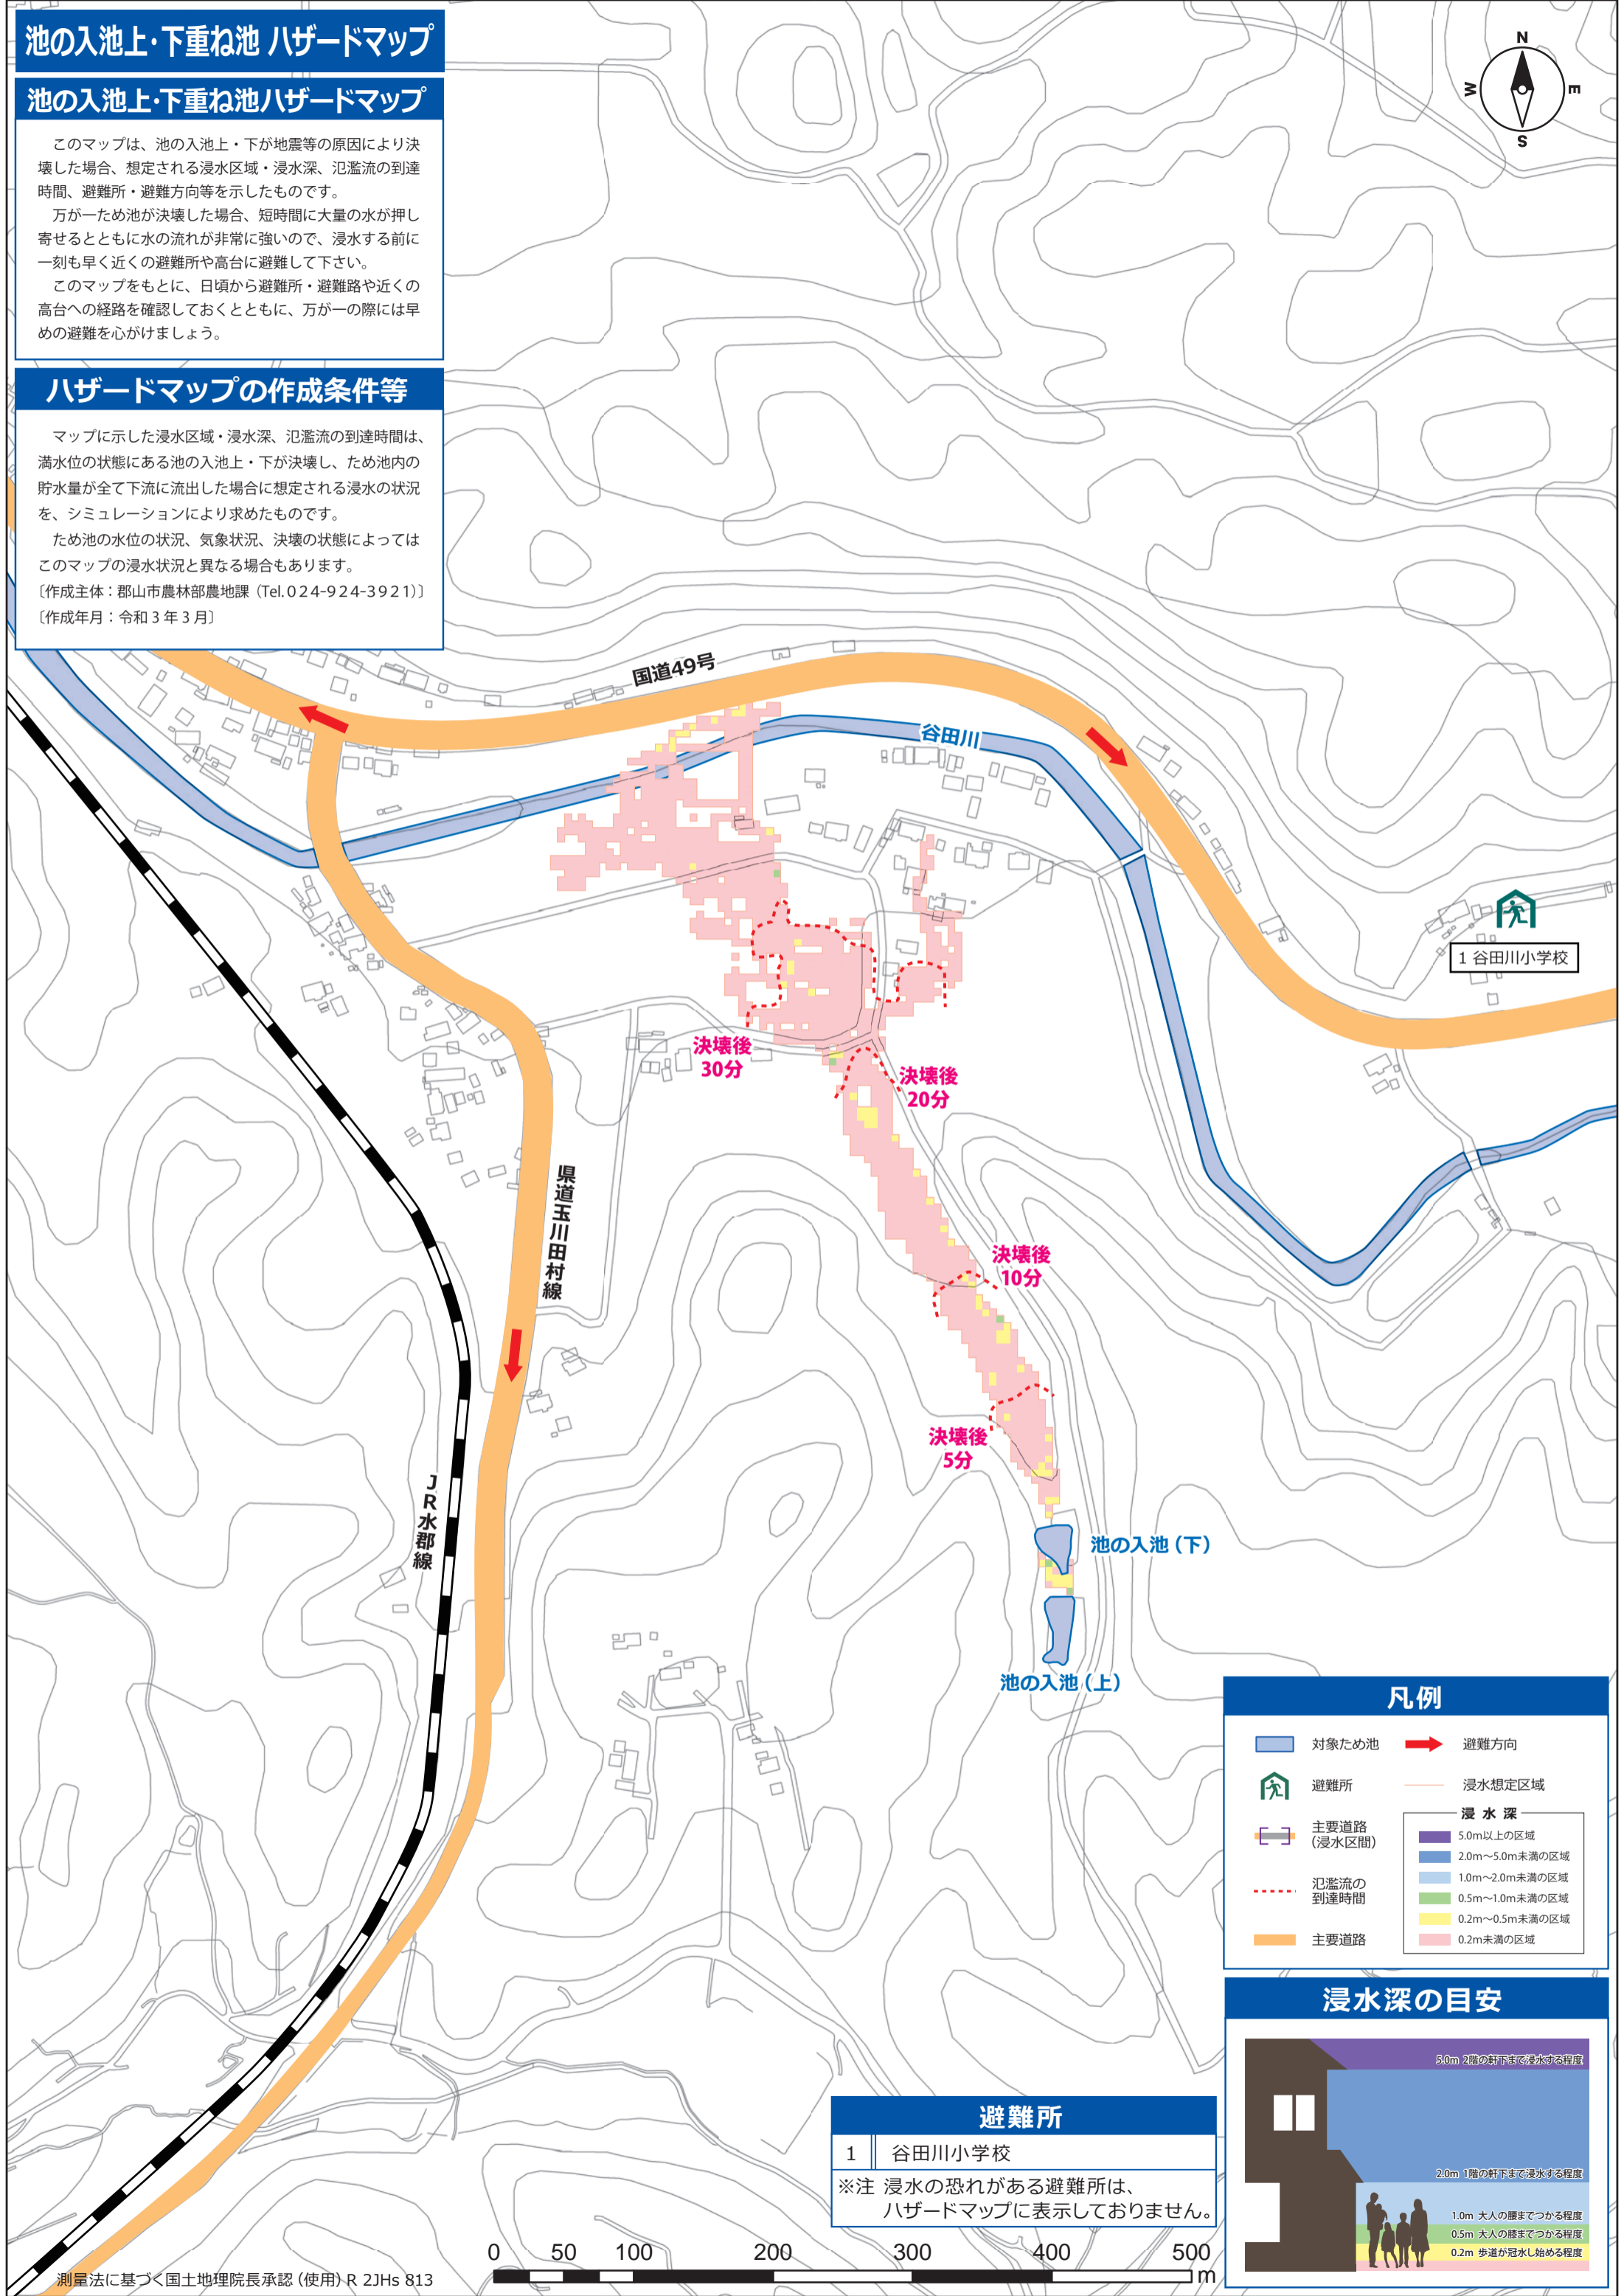 池の入池上・下重ね池 ハザードマップ
池の入池上・下重ね池ハザードマップ
このマップは、池の入池上・下が地震等の原因により決
壊した場合、想定される浸水区域・浸水深、氾濫流の到達
時間、避難所・避難方向等を示したものです。
万が一ため池が決壊した場合、短時間に大量の水が押し
寄せるとともに水の流れが非常に強いので、浸水する前に
一刻も早く近くの避難所や高台に避難して下さい。
このマップをもとに、日頃から避難所・避難路や近くの
高台への経路を確認しておくとともに、万が一の際には早
めの避難を心がけましょう。
ハザードマップの作成条件等
マップに示した浸水区域・浸水深、氾濫流の到達時間は、
満水位の状態にある池の入池上・下が決壊し、ため池内の
貯水量が全て下流に流出した場合に想定される浸水の状況
を、シミュレーションにより求めたものです。
ため池の水位の状況、気象状況、決壊の状態によっては
このマップの浸水状況と異なる場合もあります。
〔作成主体：郡山市農林部農地課（Tel.024-924-3921）〕
〔作成年月：令和３年３月〕
N
W
E
S
国道49号
谷田川
1 谷田川小学校
決壊後
30分
決壊後
20分
県道玉川田村線
決壊後
10分
決壊後
5分
JR水郡線
池の入池（下）
池の入池（上）
凡例
対象ため池
避難方向
避難所
浸水想定区域
主要道路
（浸水区間）
氾濫流の
到達時間
主要道路
浸水深
5.0m以上の区域
2.0m～5.0m未満の区域
1.0m～2.0m未満の区域
0.5m～1.0m未満の区域
0.2m～0.5m未満の区域
0.2m未満の区域
浸水深の目安
5.0m 2階の軒下まで浸水する程度
2.0m 1階の軒下まで浸水する程度
1.0m 大人の腰までつかる程度
0.5m 大人の膝までつかる程度
0.2m 歩道が冠水し始める程度
避難所
1 谷田川小学校
※注 浸水の恐れがある避難所は、
ハザードマップに表示しておりません。
0 50 100 200 300 400 500
m
測量法に基づく国土地理院長承認（使用）R 2JHs 813